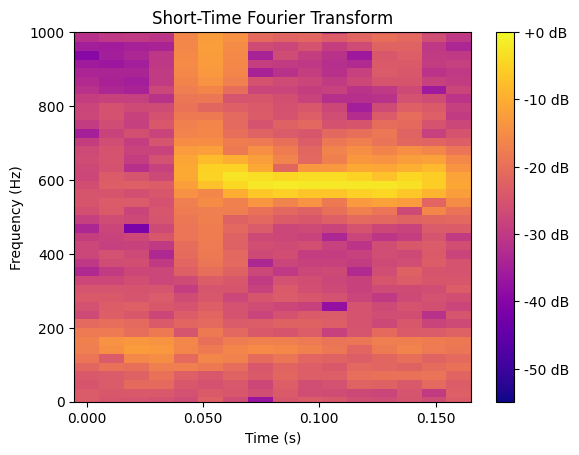 Short-Time Fourier Transform
1000
800
600
400
200
0
Frequency (Hz)
0.000
0.050
0.100
0.150
Time (s)
+0 dB
-10 dB
-20 dB
-30 dB
-40 dB
-50 dB